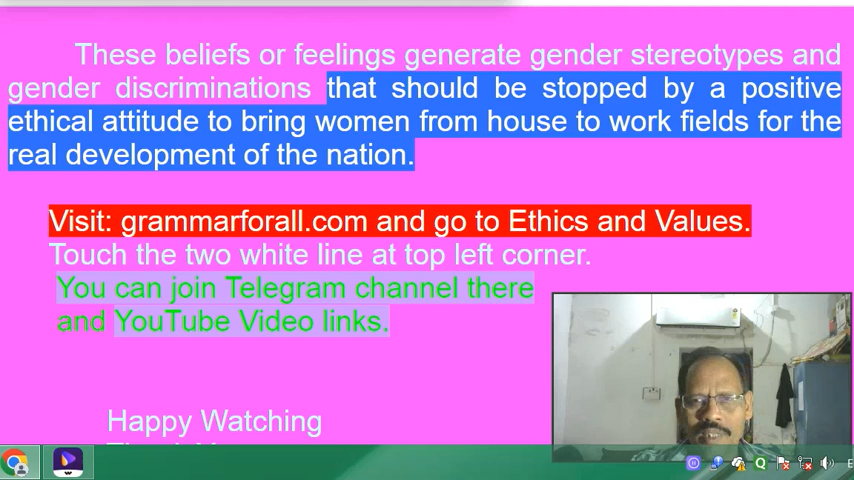 These beliefs or feelings generate gender stereotypes and
gender discriminations that should be stopped by a positive
ethical attitude to bring women from house to work fields for the
real development of the nation.
Visit: grammarforall.com and go to Ethics and Values.
Touch the two white line at top left corner.
You can join Telegram channel there
and YouTube Video links.
Happy Watching